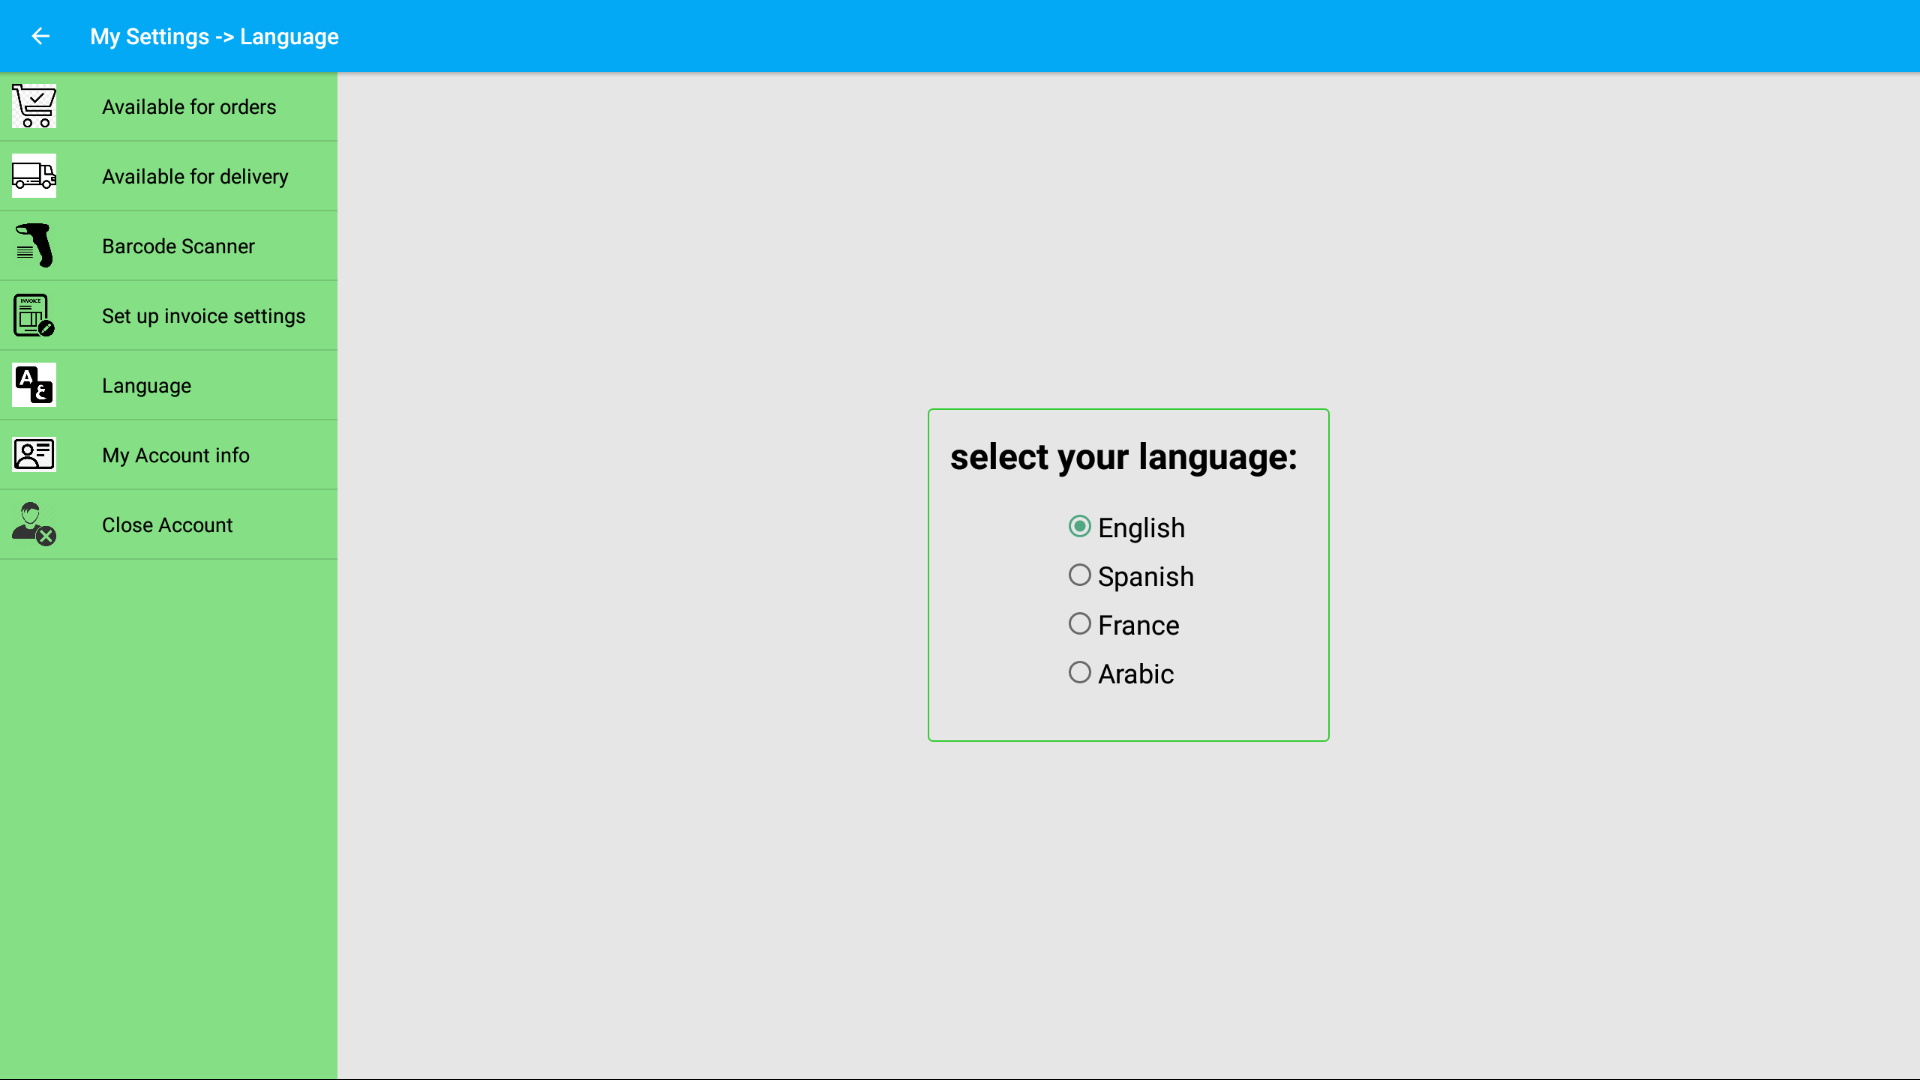 My Settings -> Language
Available for orders
Available for delivery
Barcode Scanner
INVOICE
Set up invoice settings
A ع
Language
My Account info
Close Account
select your language:
English
Spanish
France
Arabic